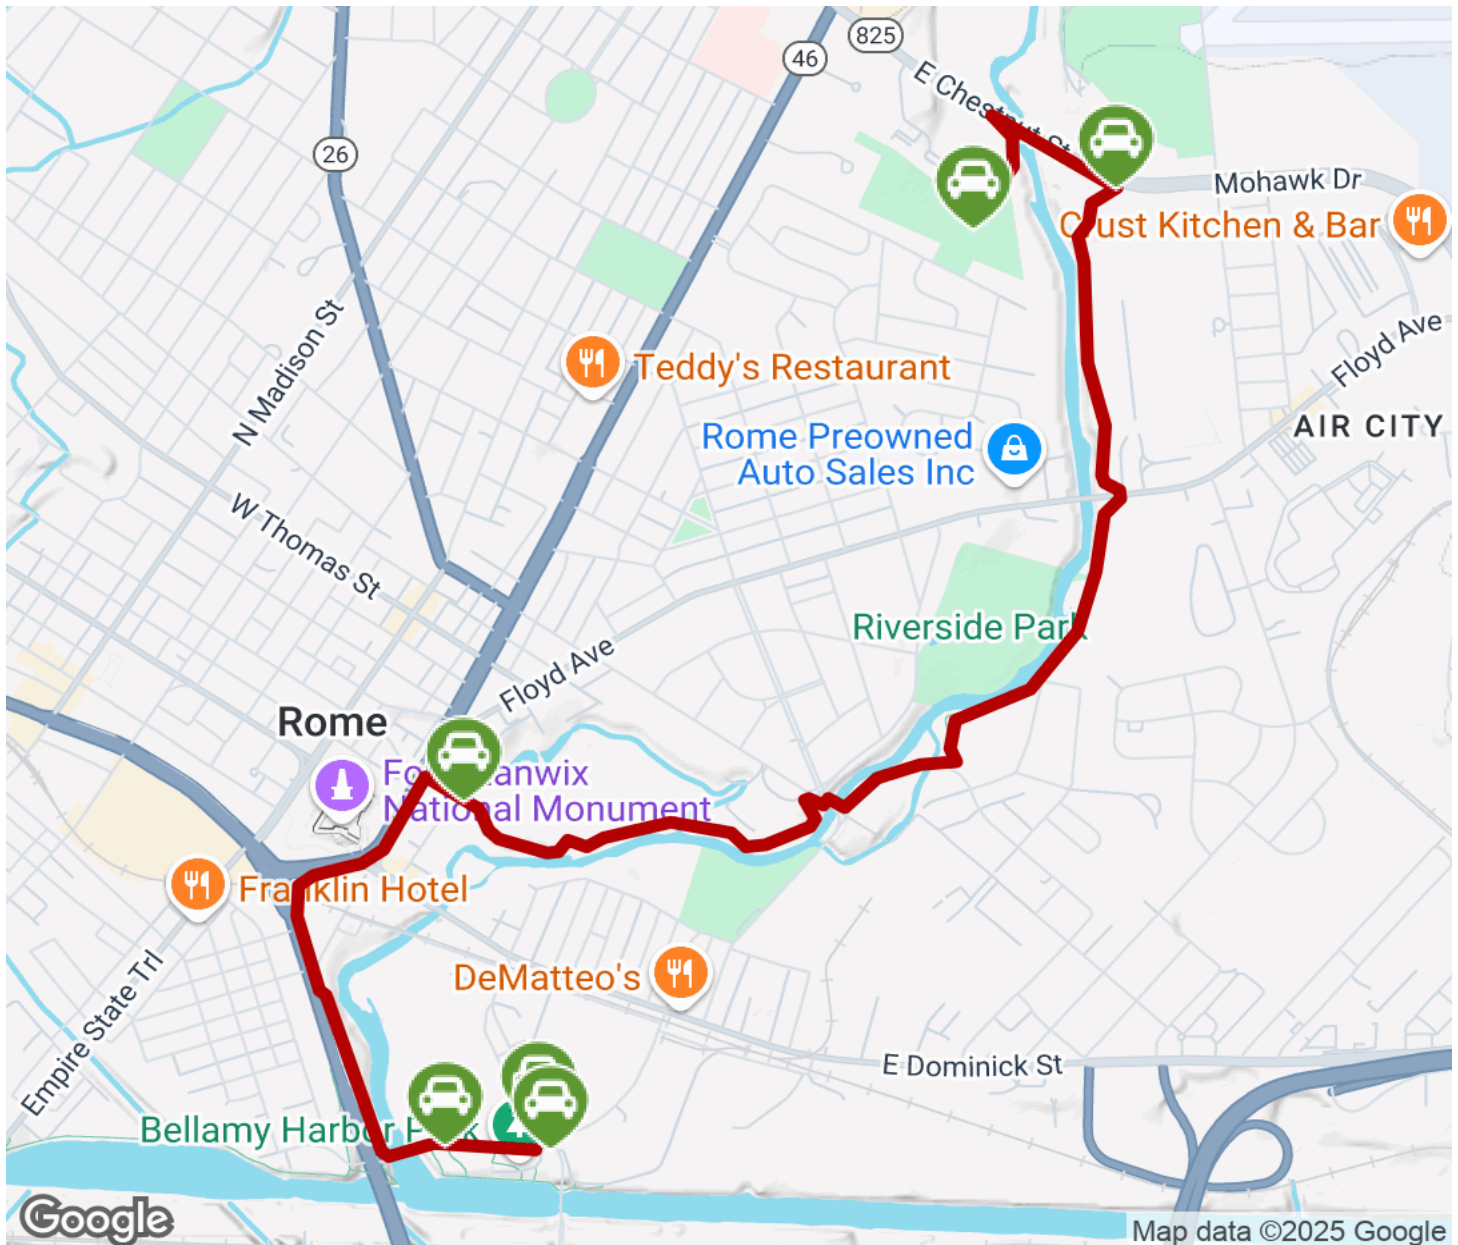 825
46
E Chestnut St
26
Mohawk Dr
Crust Kitchen & Bar
N Madison St
Floyd Ave
Teddy's Restaurant
AIR CITY
Rome Preowned
Auto Sales Inc
W Thomas St
Riverside Park
Floyd Ave
Rome
Fort Stanwix
National Monument
Franklin Hotel
DeMatteo's
Empire State Trl
E Dominick St
Bellamy Harbor Park
Google
Map data ©2025 Google